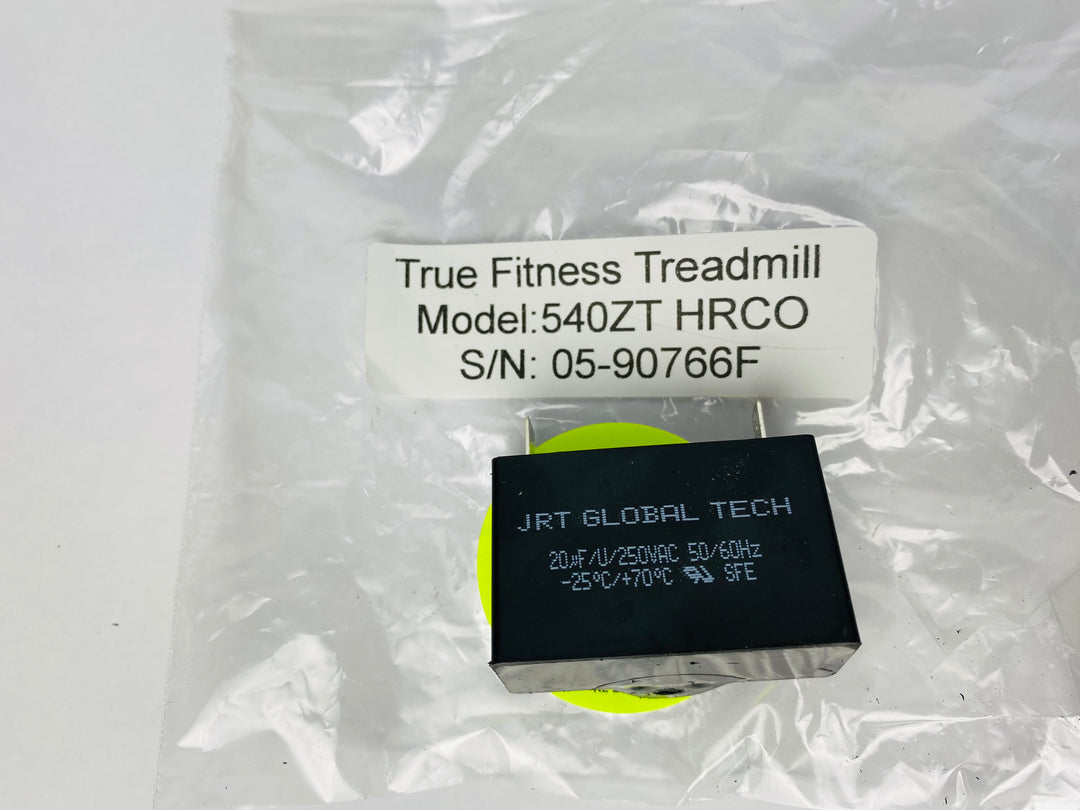 True Fitness Treadmill
Model:540ZT HRCO
S/N: 05-90766F
JRT GLOBAL TECH
20µF/U/250VAC 50/60Hz
-25°C/+70°C SFE